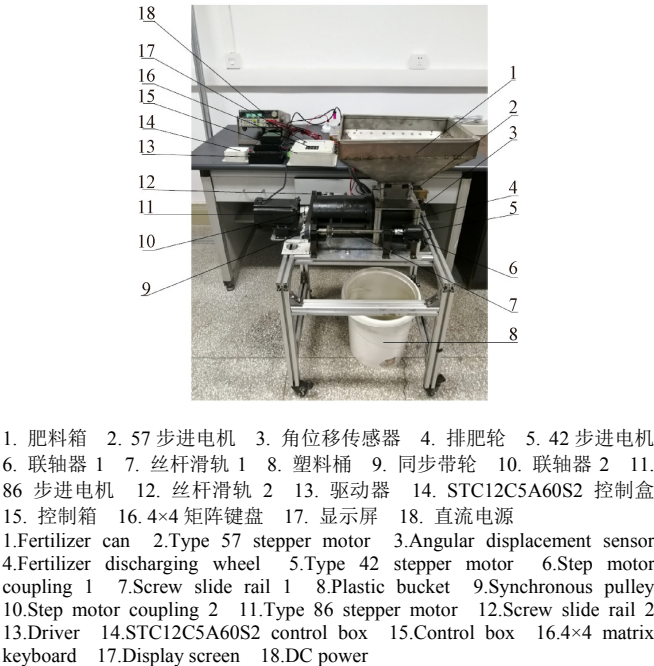 18
17
16
15
14
13
12
11
10
9
1
2
3
4
5
6
7
8
1. 肥料箱 2. 57 步进电机 3. 角位移传感器 4. 排肥轮 5. 42 步进电机
6. 联轴器 1 7. 丝杆滑轨 1 8. 塑料桶 9. 同步带轮 10. 联轴器 2 11.
86 步进电机 12. 丝杆滑轨 2 13. 驱动器 14. STC12C5A60S2 控制盒
15. 控制箱 16. 4×4 矩阵键盘 17. 显示屏 18. 直流电源
1.Fertilizer can 2.Type 57 stepper motor 3.Angular displacement sensor
4.Fertilizer discharging wheel 5.Type 42 stepper motor 6.Step motor
coupling 1 7.Screw slide rail 1 8.Plastic bucket 9.Synchronous pulley
10.Step motor coupling 2 11.Type 86 stepper motor 12.Screw slide rail 2
13.Driver 14.STC12C5A60S2 control box 15.Control box 16.4×4 matrix
keyboard 17.Display screen 18.DC power